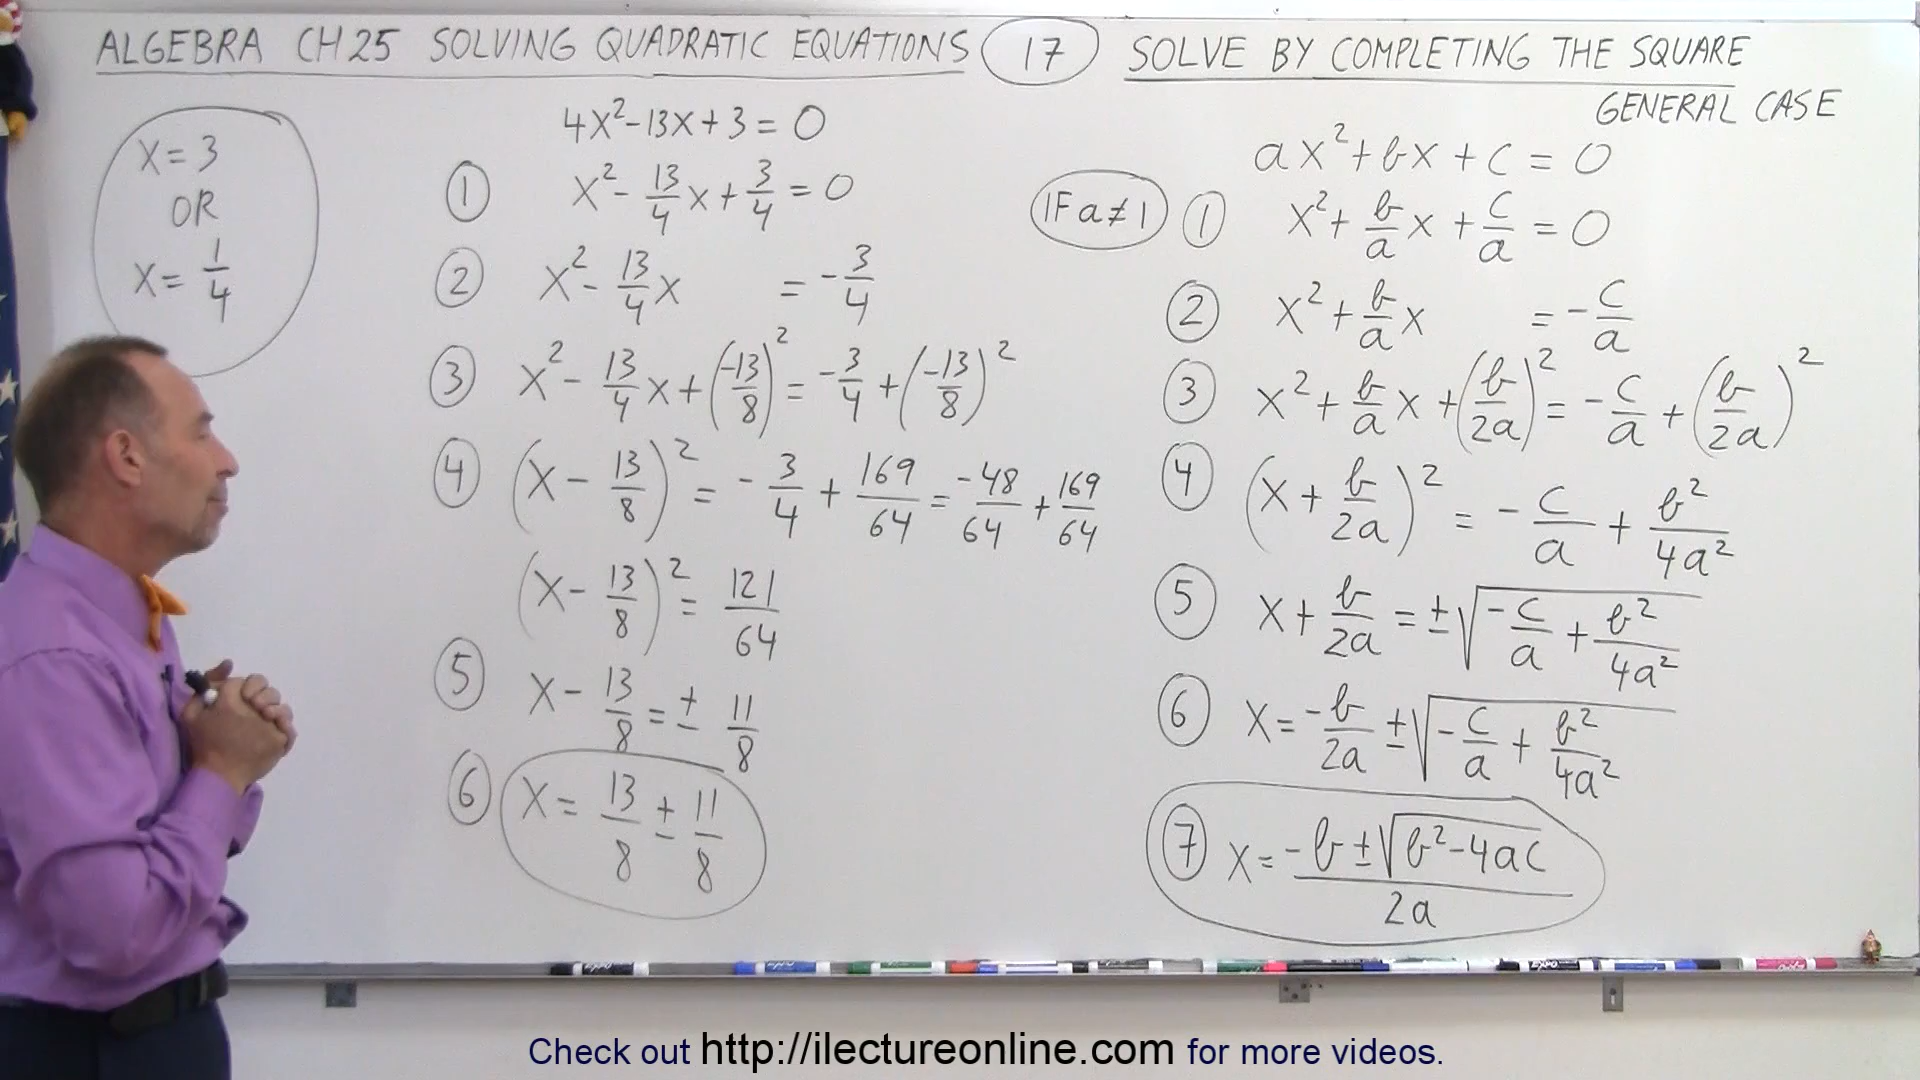 ALGEBRA CH 25 SOLVING QUADRATIC EQUATIONS 17 SOLVE BY COMPLETING THE SQUARE
GENERAL CASE
X = 3
OR
X = 1/4
4X² - 13X + 3 = 0
① X² - 13/4 X + 3/4 = 0
② X² - 13/4 X = - 3/4
③ X² - 13/4 X + (-13/8)² = - 3/4 + (-13/8)²
④ (X - 13/8)² = - 3/4 + 169/64 = -48/64 + 169/64
(X - 13/8)² = 121/64
⑤ X - 13/8 = ± 11/8
⑥ X = 13/8 ± 11/8
aX² + bX + C = 0
IF a ≠ 1 ① X² + b/a X + C/a = 0
② X² + b/a X = - C/a
③ X² + b/a X + (b/2a)² = - C/a + (b/2a)²
④ (X + b/2a)² = - C/a + b²/4a²
⑤ X + b/2a = ± √(- C/a + b²/4a²)
⑥ X = - b/2a ± √(- C/a + b²/4a²)
⑦ X = (-b ± √(b² - 4aC))/2a
Check out http://ilectureonline.com for more videos.